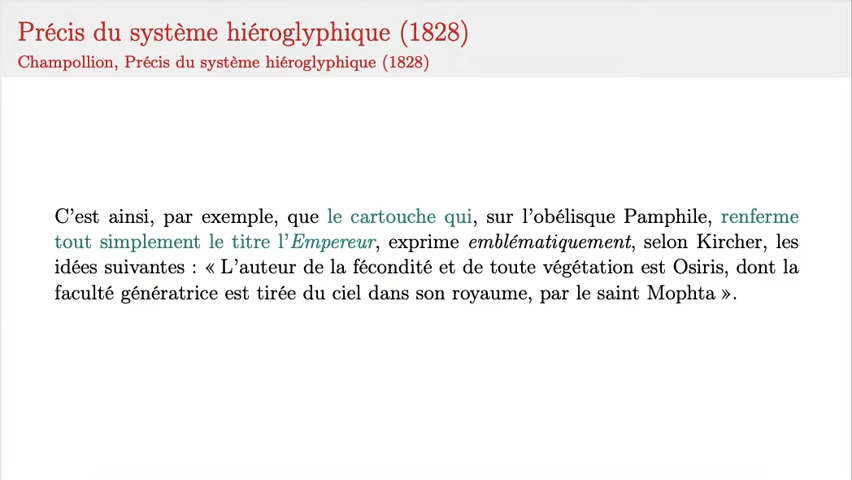 Précis du système hiéroglyphique (1828)
Champollion, Précis du système hiéroglyphique (1828)
C'est ainsi, par exemple, que le cartouche qui, sur l'obélisque Pamphile, renferme
tout simplement le titre l'Empereur, exprime emblématiquement, selon Kircher, les
idées suivantes : « L'auteur de la fécondité et de toute végétation est Osiris, dont la
faculté génératrice est tirée du ciel dans son royaume, par le saint Mophta ».